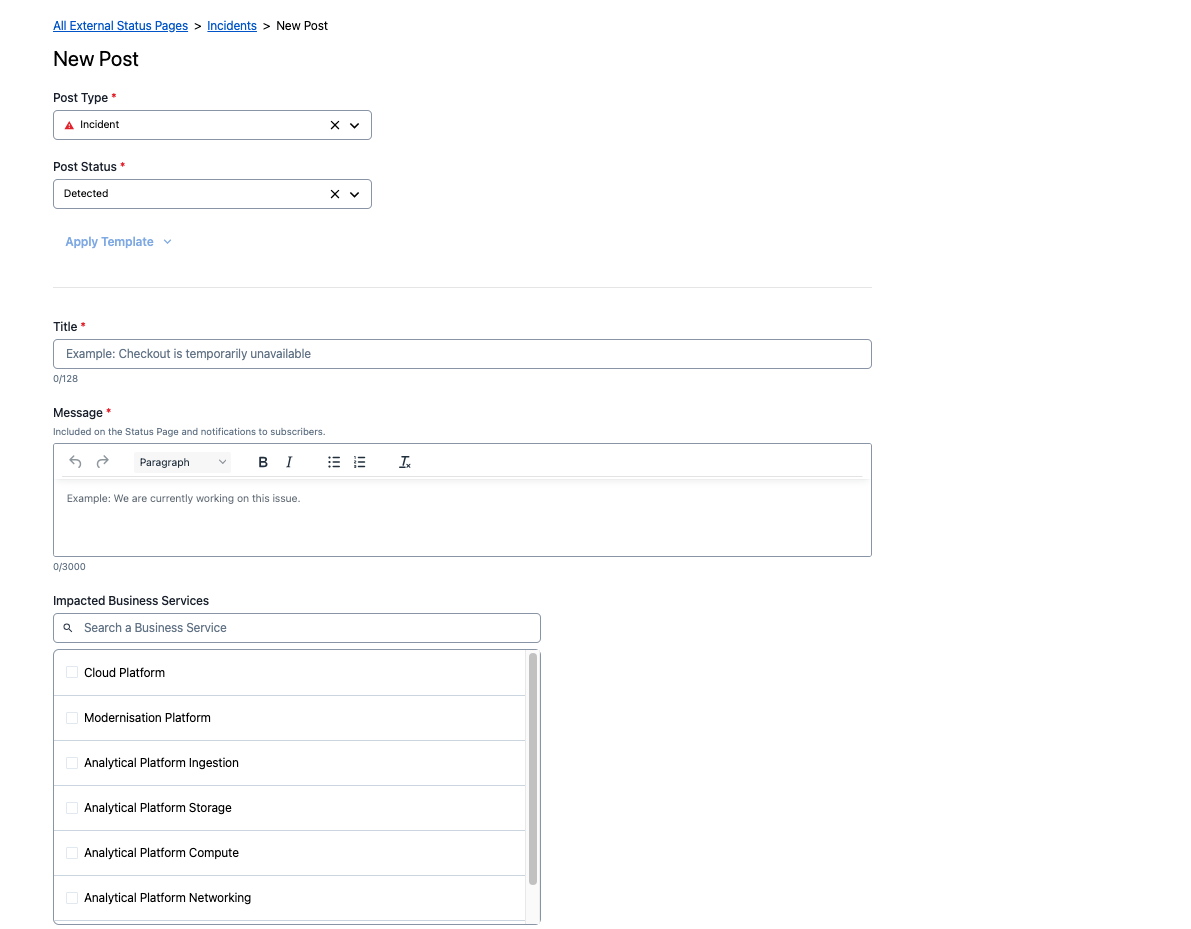 All External Status Pages > Incidents > New Post
New Post
Post Type *
Incident
Post Status *
Detected
Apply Template
Title *
Example: Checkout is temporarily unavailable
0/128
Message *
Included on the Status Page and notifications to subscribers.
Paragraph B I
Example: We are currently working on this issue.
0/3000
Impacted Business Services
Search a Business Service
Cloud Platform
Modernisation Platform
Analytical Platform Ingestion
Analytical Platform Storage
Analytical Platform Compute
Analytical Platform Networking